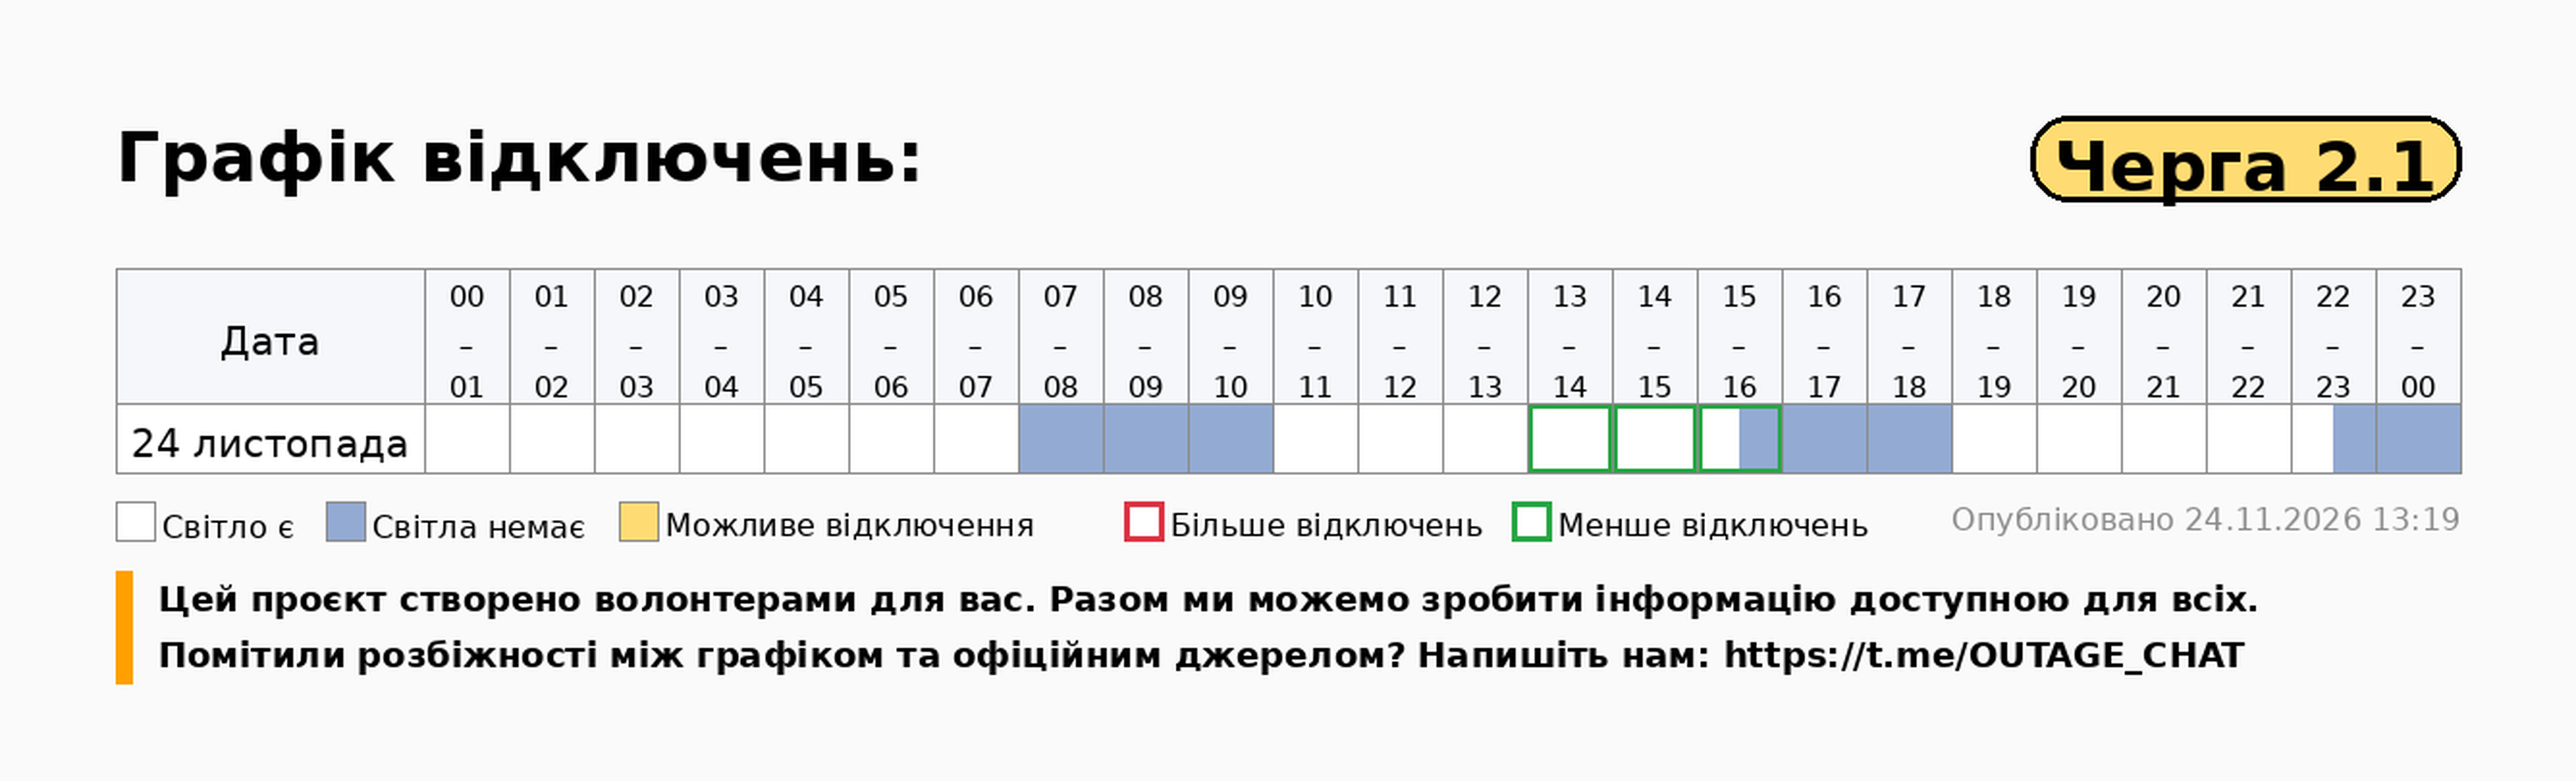 Графік відключень:
Черга 2.1
Дата
00 – 01
01 – 02
02 – 03
03 – 04
04 – 05
05 – 06
06 – 07
07 – 08
08 – 09
09 – 10
10 – 11
11 – 12
12 – 13
13 – 14
14 – 15
15 – 16
16 – 17
17 – 18
18 – 19
19 – 20
20 – 21
21 – 22
22 – 23
23 – 00
24 листопада
Світло є
Світла немає
Можливе відключення
Більше відключень
Менше відключень
Опубліковано 24.11.2026 13:19
Цей проєкт створено волонтерами для вас. Разом ми можемо зробити інформацію доступною для всіх.
Помітили розбіжності між графіком та офіційним джерелом? Напишіть нам: https://t.me/OUTAGE_CHAT